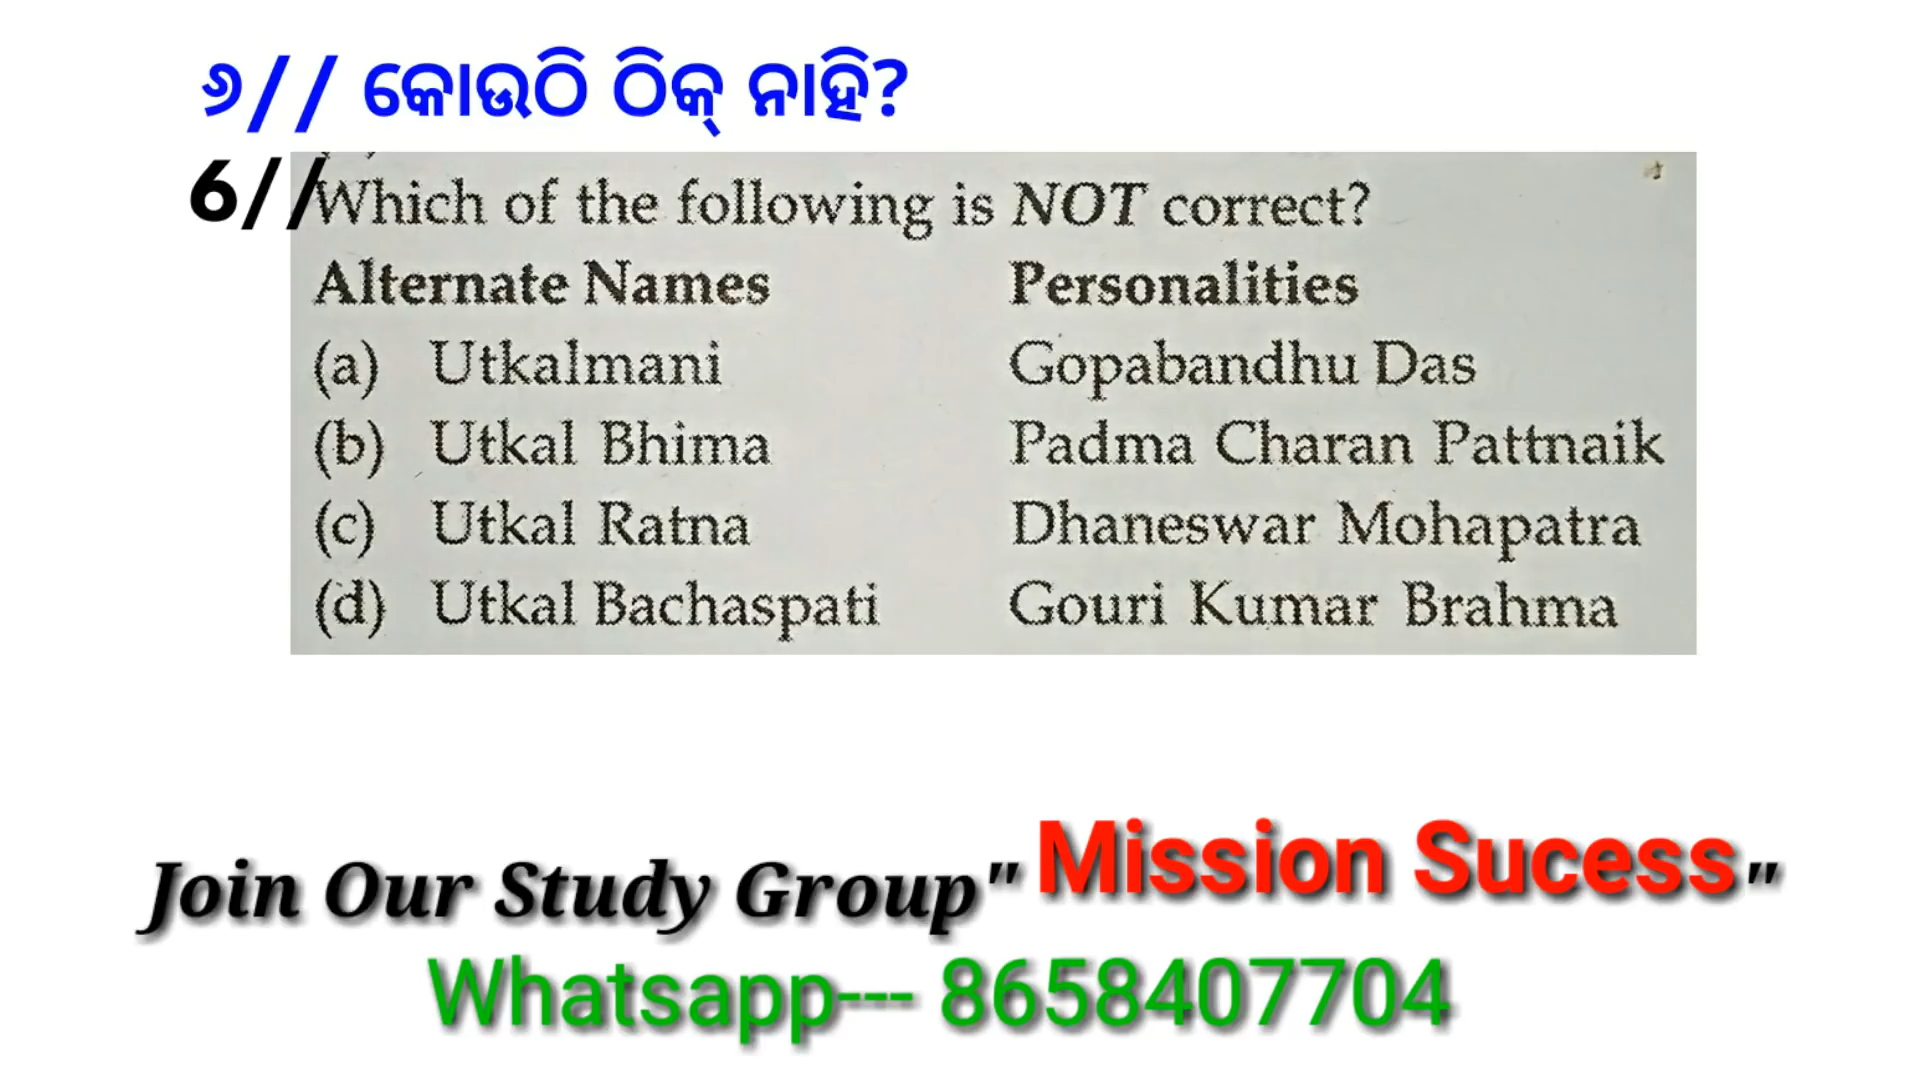 ୬// କୋଉଠି ଠିକ୍ ନାହି?
6// Which of the following is NOT correct?
Alternate Names Personalities
(a) Utkalmani Gopabandhu Das
(b) Utkal Bhima Padma Charan Pattnaik
(c) Utkal Ratna Dhaneswar Mohapatra
(d) Utkal Bachaspati Gouri Kumar Brahma
Join Our Study Group" Mission Sucess "
Whatsapp--- 8658407704